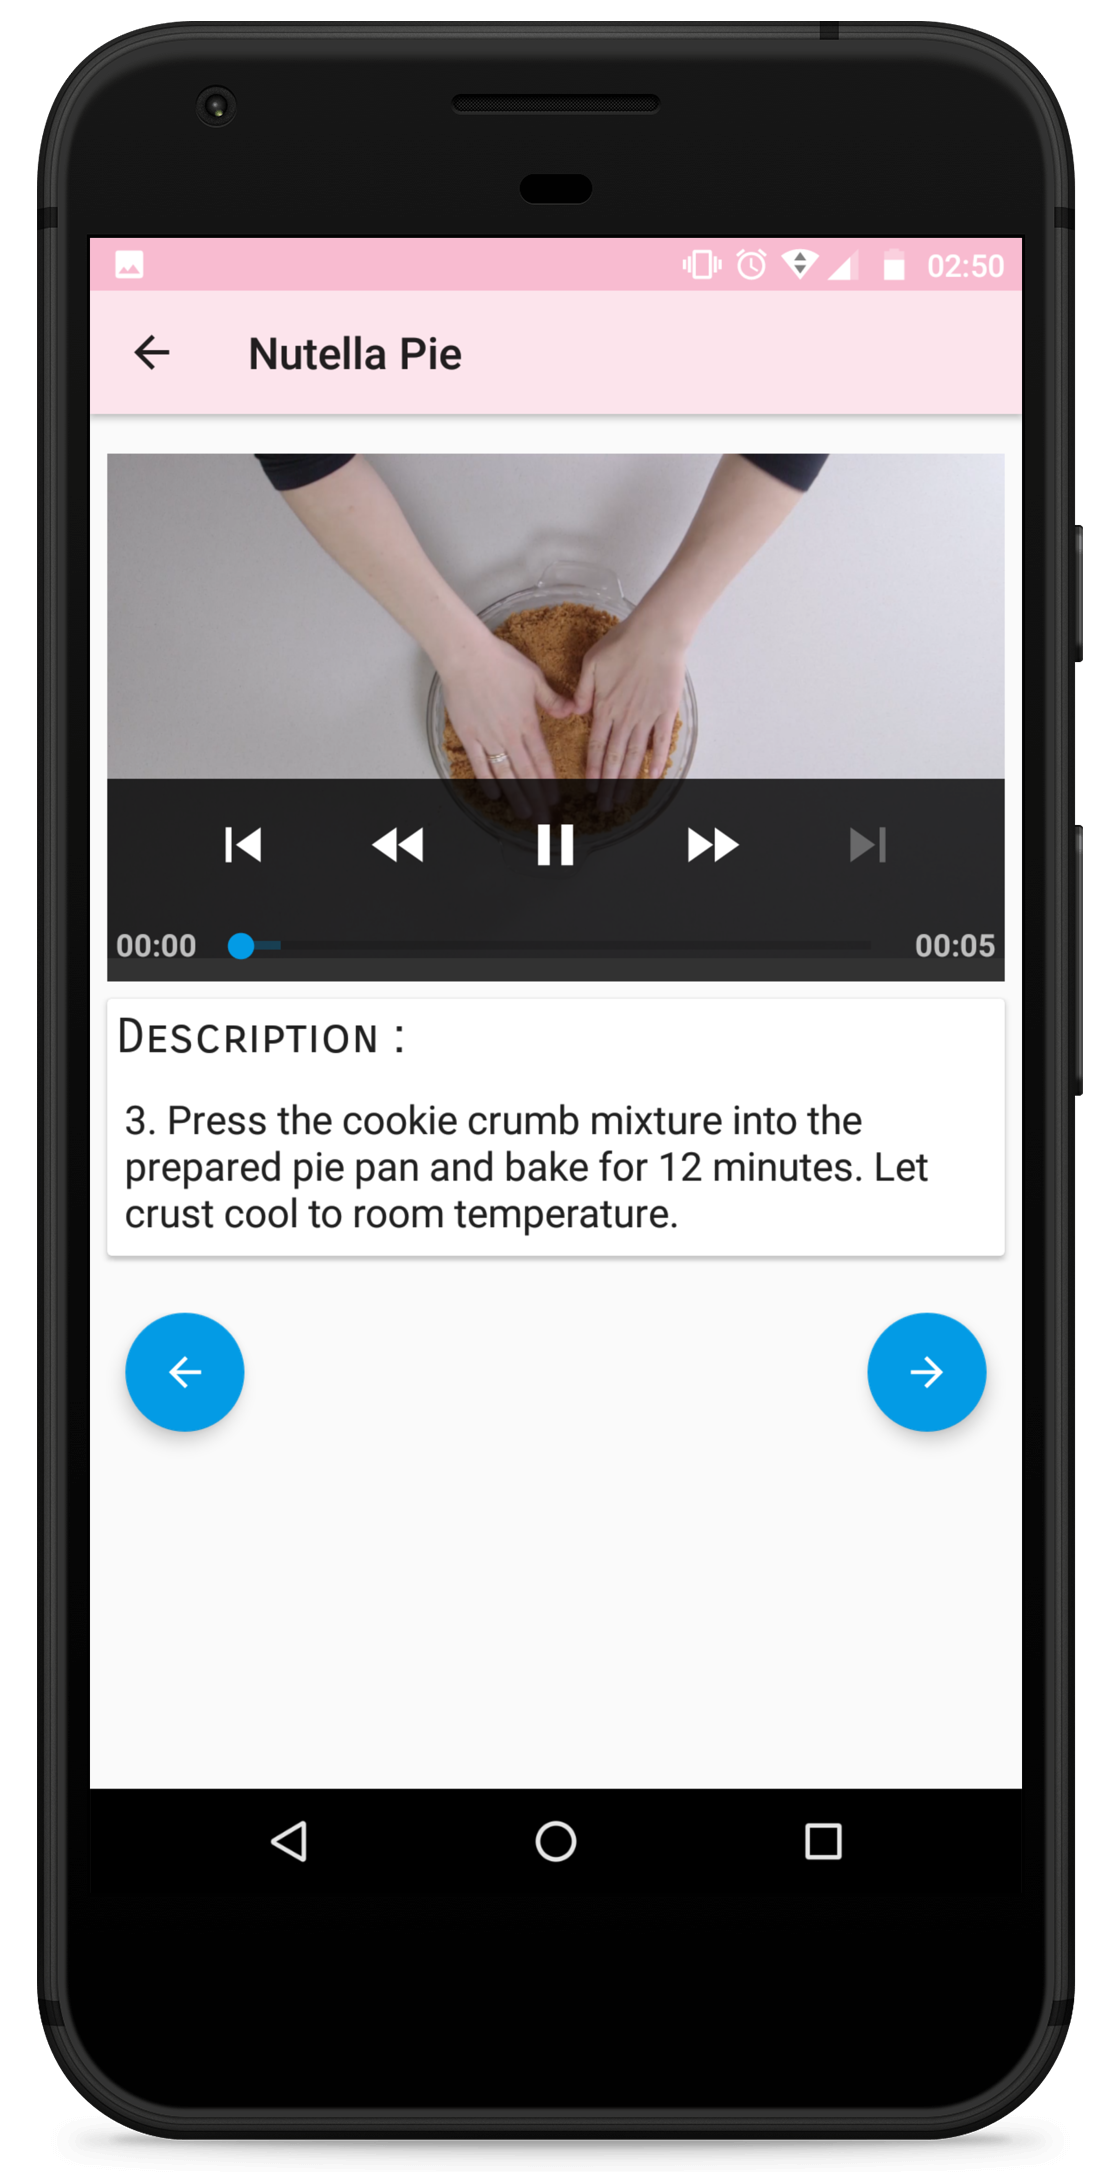 02:50
Nutella Pie
00:00 00:05
Description :
3. Press the cookie crumb mixture into the
prepared pie pan and bake for 12 minutes. Let
crust cool to room temperature.